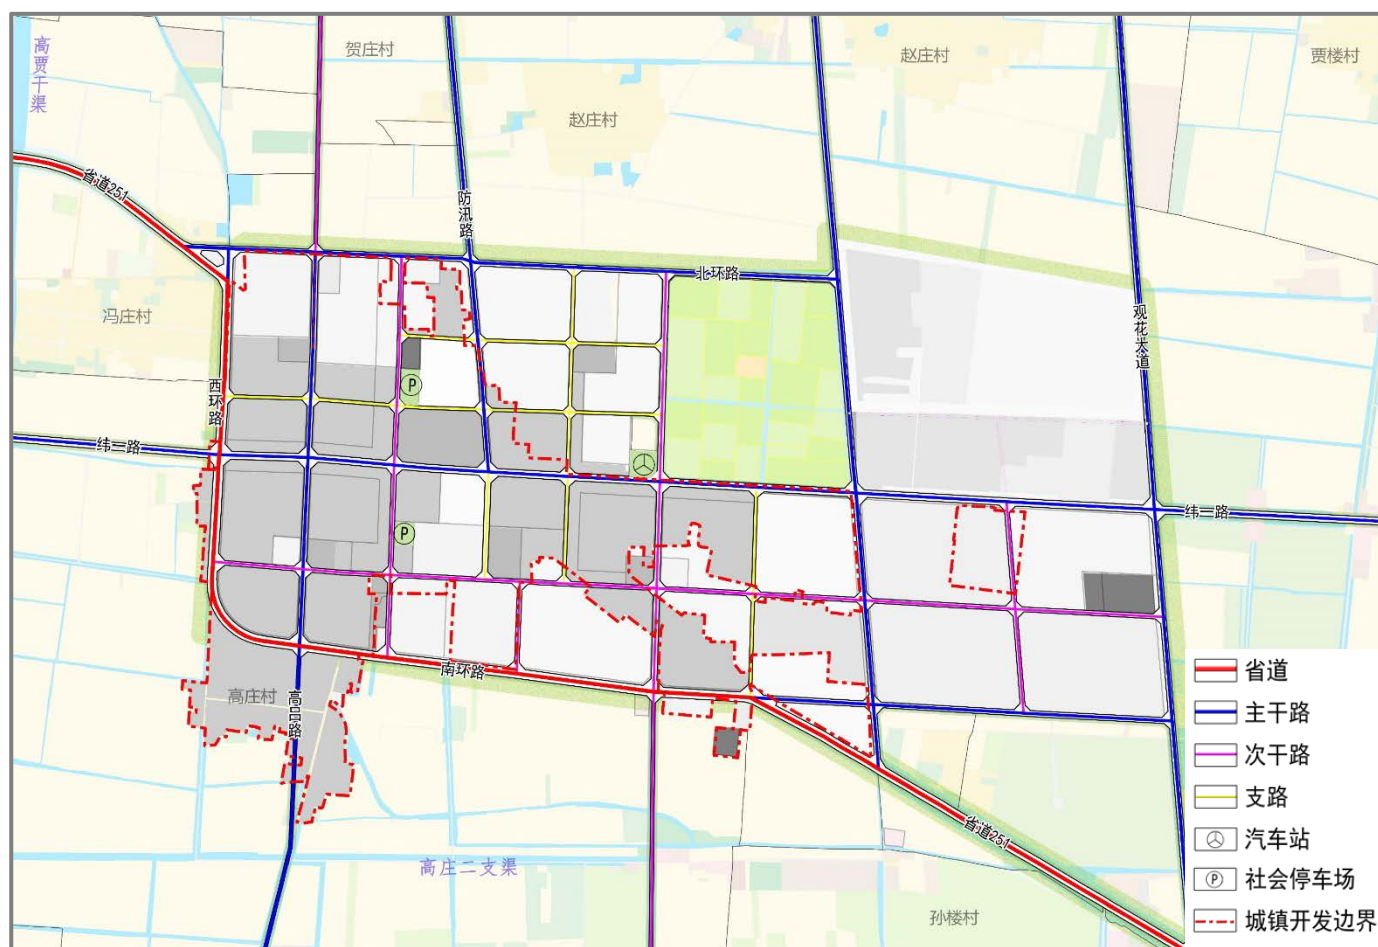 高贾干渠
贺庄村
赵庄村
赵庄村
贾楼村
省道251
防汛路
北环路
观花大道
冯庄村
西环路
P
纬一路
纬一路
P
南环路
高庄村
高吕路
省道251
高庄二支渠
孙楼村
省道
主干路
次干路
支路
汽车站
P 社会停车场
城镇开发边界